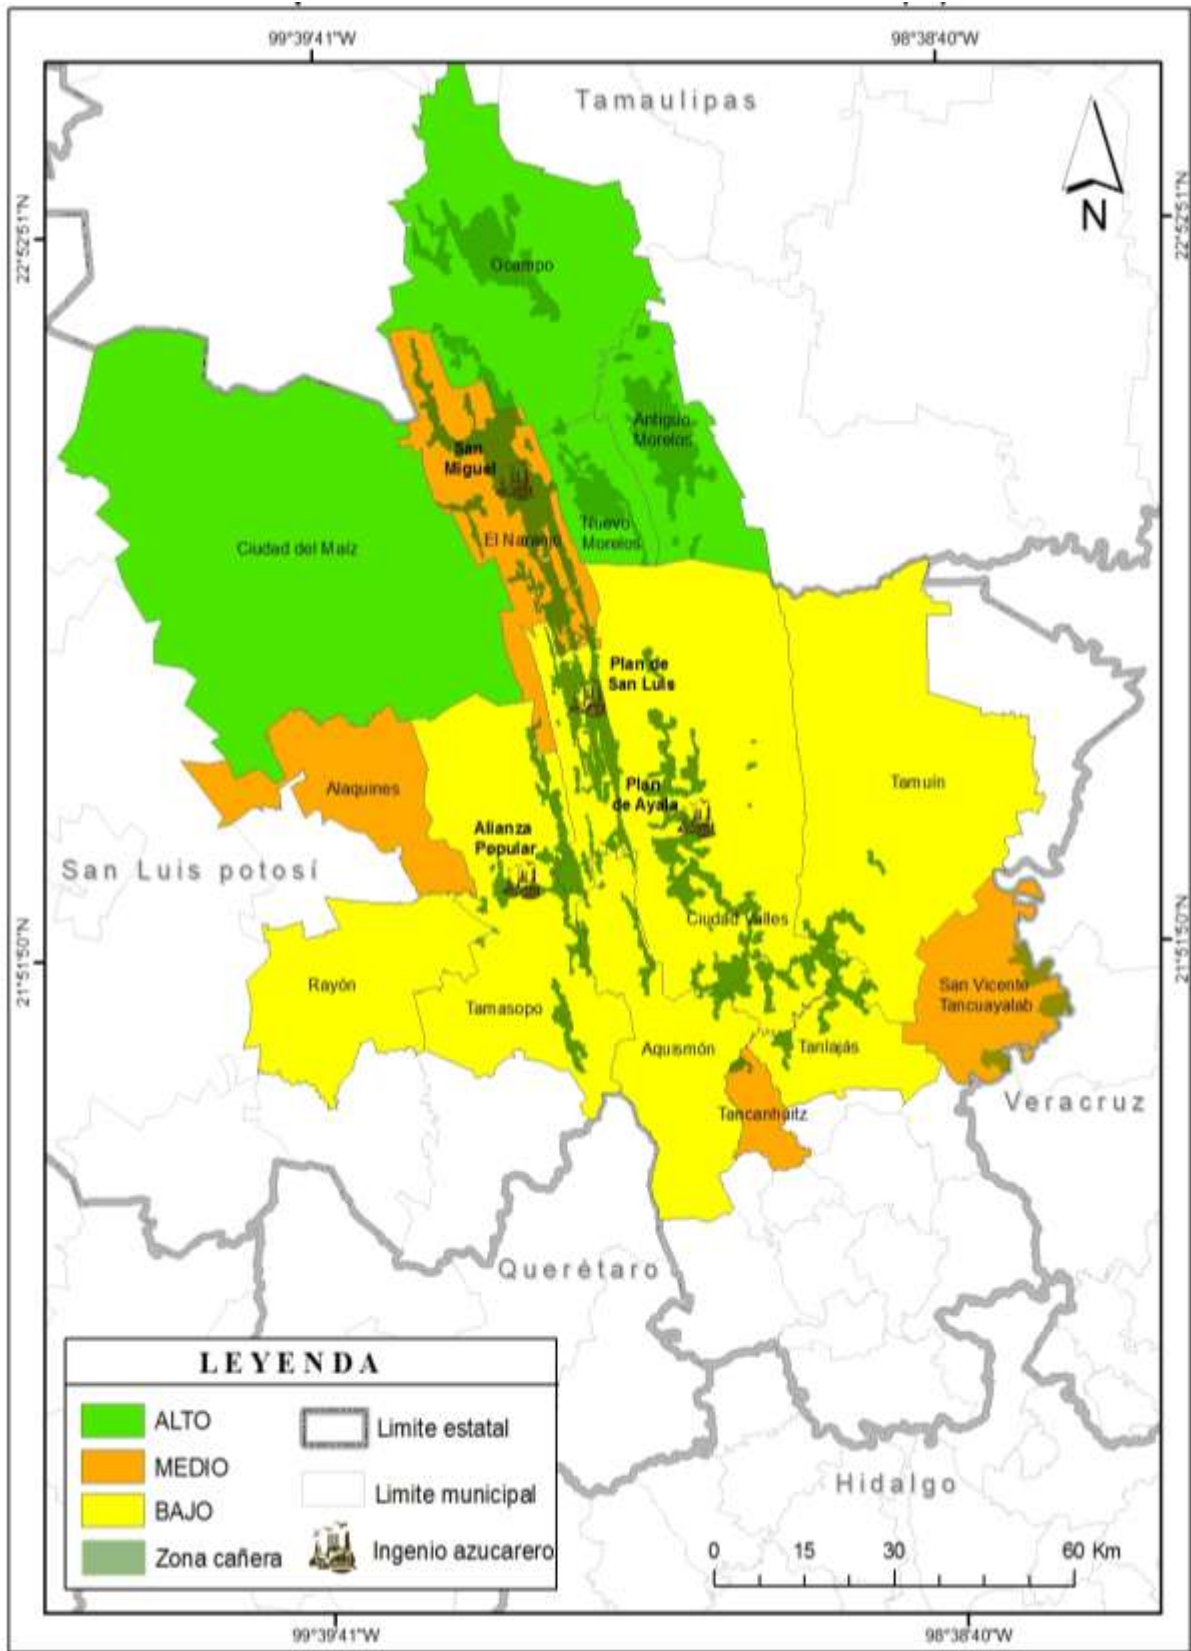 99°39'41"W
98°38'40"W
Tamaulipas
N
22°52'51"N
22°52'51"N
Ocampo
Antiguo
Morelos
San
Miguel
Nuevo
Morelos
El Naranjo
Ciudad del Maíz
Plan de
San Luis
Plan
de Ayala
Tamuín
Alaquines
Alianza
Popular
San Luis potosí
Ciudad Valles
21°51'50"N
21°51'50"N
Rayón
San Vicente
Tancuayalab
Tamasopo
Aquismón
Tanlajás
Tancanhuitz
Veracruz
Querétaro
LEYENDA
ALTO
MEDIO
BAJO
Zona cañera
Limite estatal
Limite municipal
Ingenio azucarero
Hidalgo
0 15 30 60 Km
99°39'41"W
98°38'40"W